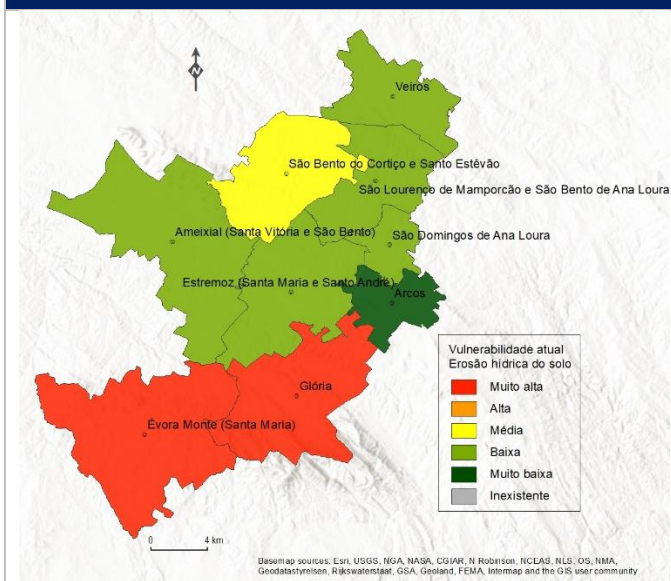 N
Veiros
São Bento do Cortiço e Santo Estêvão
São Lourenço de Mamporcão e São Bento de Ana Loura
Ameixial (Santa Vitória e São Bento)
São Domingos de Ana Loura
Estremoz (Santa Maria e Santo André)
Arcos
Glória
Évora Monte (Santa Maria)
Vulnerabilidade atual
Erosão hídrica do solo
Muito alta
Alta
Média
Baixa
Muito baixa
Inexistente
0 4 km
Basemap sources: Esri, USGS, NGA, NASA, CGIAR, N Robinson, NCEAS, NLS, OS, NMA,
Geodatastyrelsen, Rijkswaterstaat, GSA, Geoland, FEMA, Intermap and the GIS user community